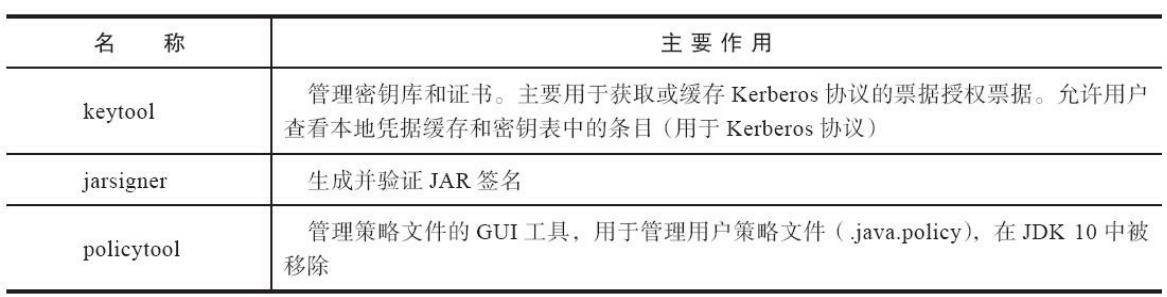 名 称 主要作用
管理密钥库和证书。主要用于获取或缓存 Kerberos 协议的票据授权票据。允许用户
keytool
查看本地凭据缓存和密钥表中的条目（用于 Kerberos 协议）
jarsigner 生成并验证 JAR 签名
管理策略文件的 GUI 工具，用于管理用户策略文件（.java.policy)，在 JDK 10 中被
policytool
移除